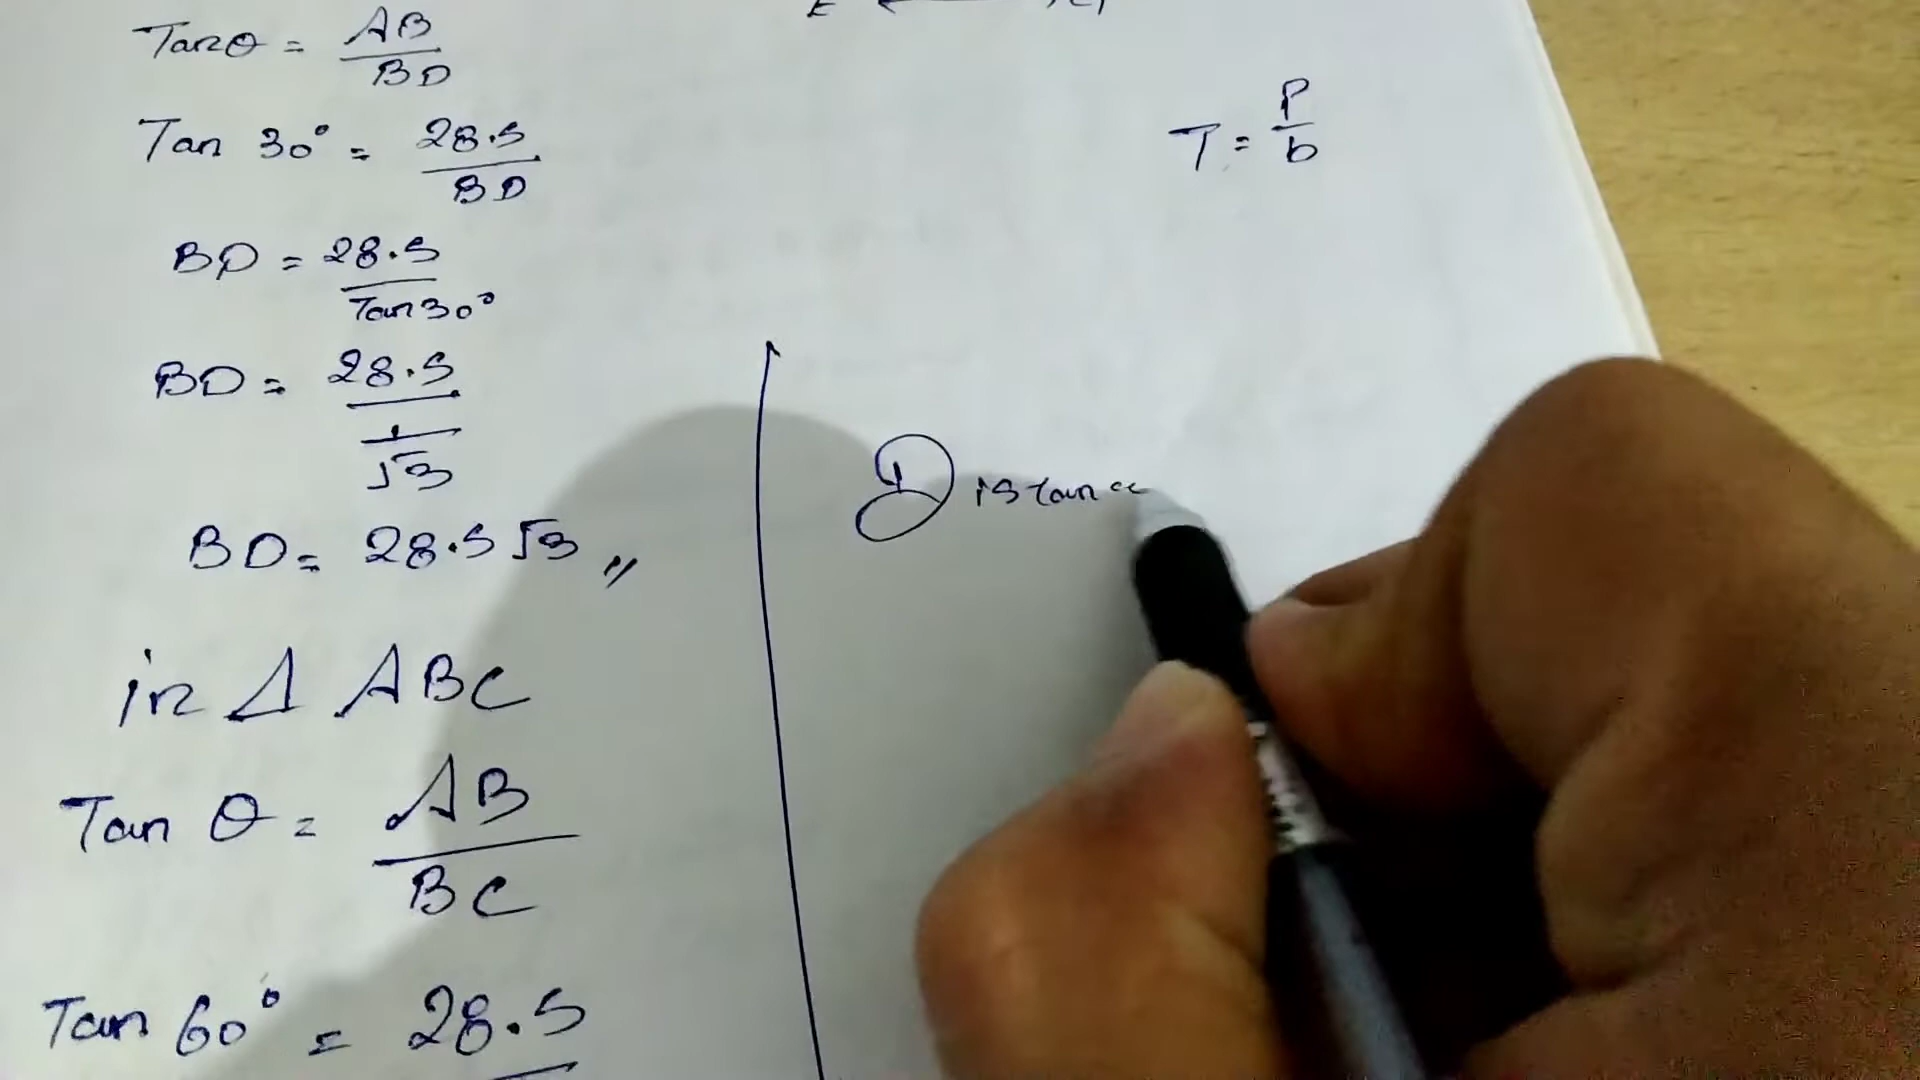 Tanθ = AB/BD
Tan 30° = 28.5/BD
BD = 28.5/Tan30°
BD = 28.5/(1/√3)
BD = 28.5√3,,
in Δ ABC
Tan θ = AB/BC
Tan 60° = 28.5
T = P/b
Distance